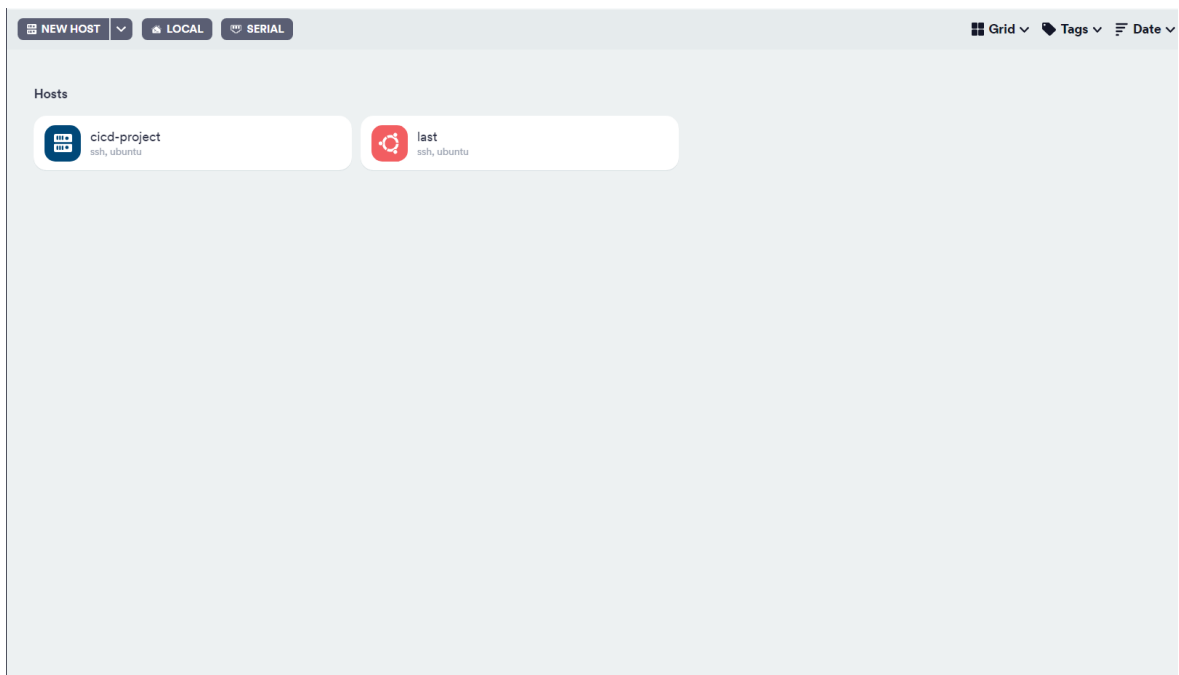 NEW HOST LOCAL SERIAL Grid Tags Date
Hosts
cicd-project
ssh, ubuntu
last
ssh, ubuntu